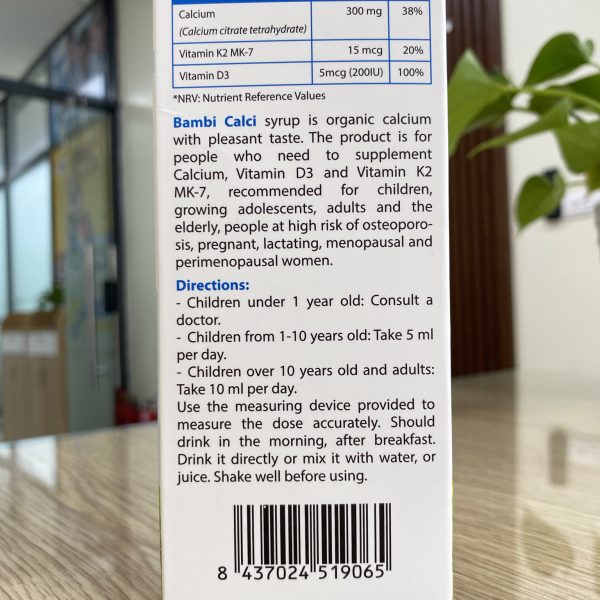 Calcium 300 mg 38%
(Calcium citrate tetrahydrate)
Vitamin K2 MK-7 15 mcg 20%
Vitamin D3 5mcg (200IU) 100%
*NRV: Nutrient Reference Values
Bambi Calci syrup is organic calcium
with pleasant taste. The product is for
people who need to supplement
Calcium, Vitamin D3 and Vitamin K2
MK-7, recommended for children,
growing adolescents, adults and the
elderly, people at high risk of osteoporo-
sis, pregnant, lactating, menopausal and
perimenopausal women.
Directions:
- Children under 1 year old: Consult a
doctor.
- Children from 1-10 years old: Take 5 ml
per day.
- Children over 10 years old and adults:
Take 10 ml per day.
Use the measuring device provided to
measure the dose accurately. Should
drink in the morning, after breakfast.
Drink it directly or mix it with water, or
juice. Shake well before using.
8 437024 519065